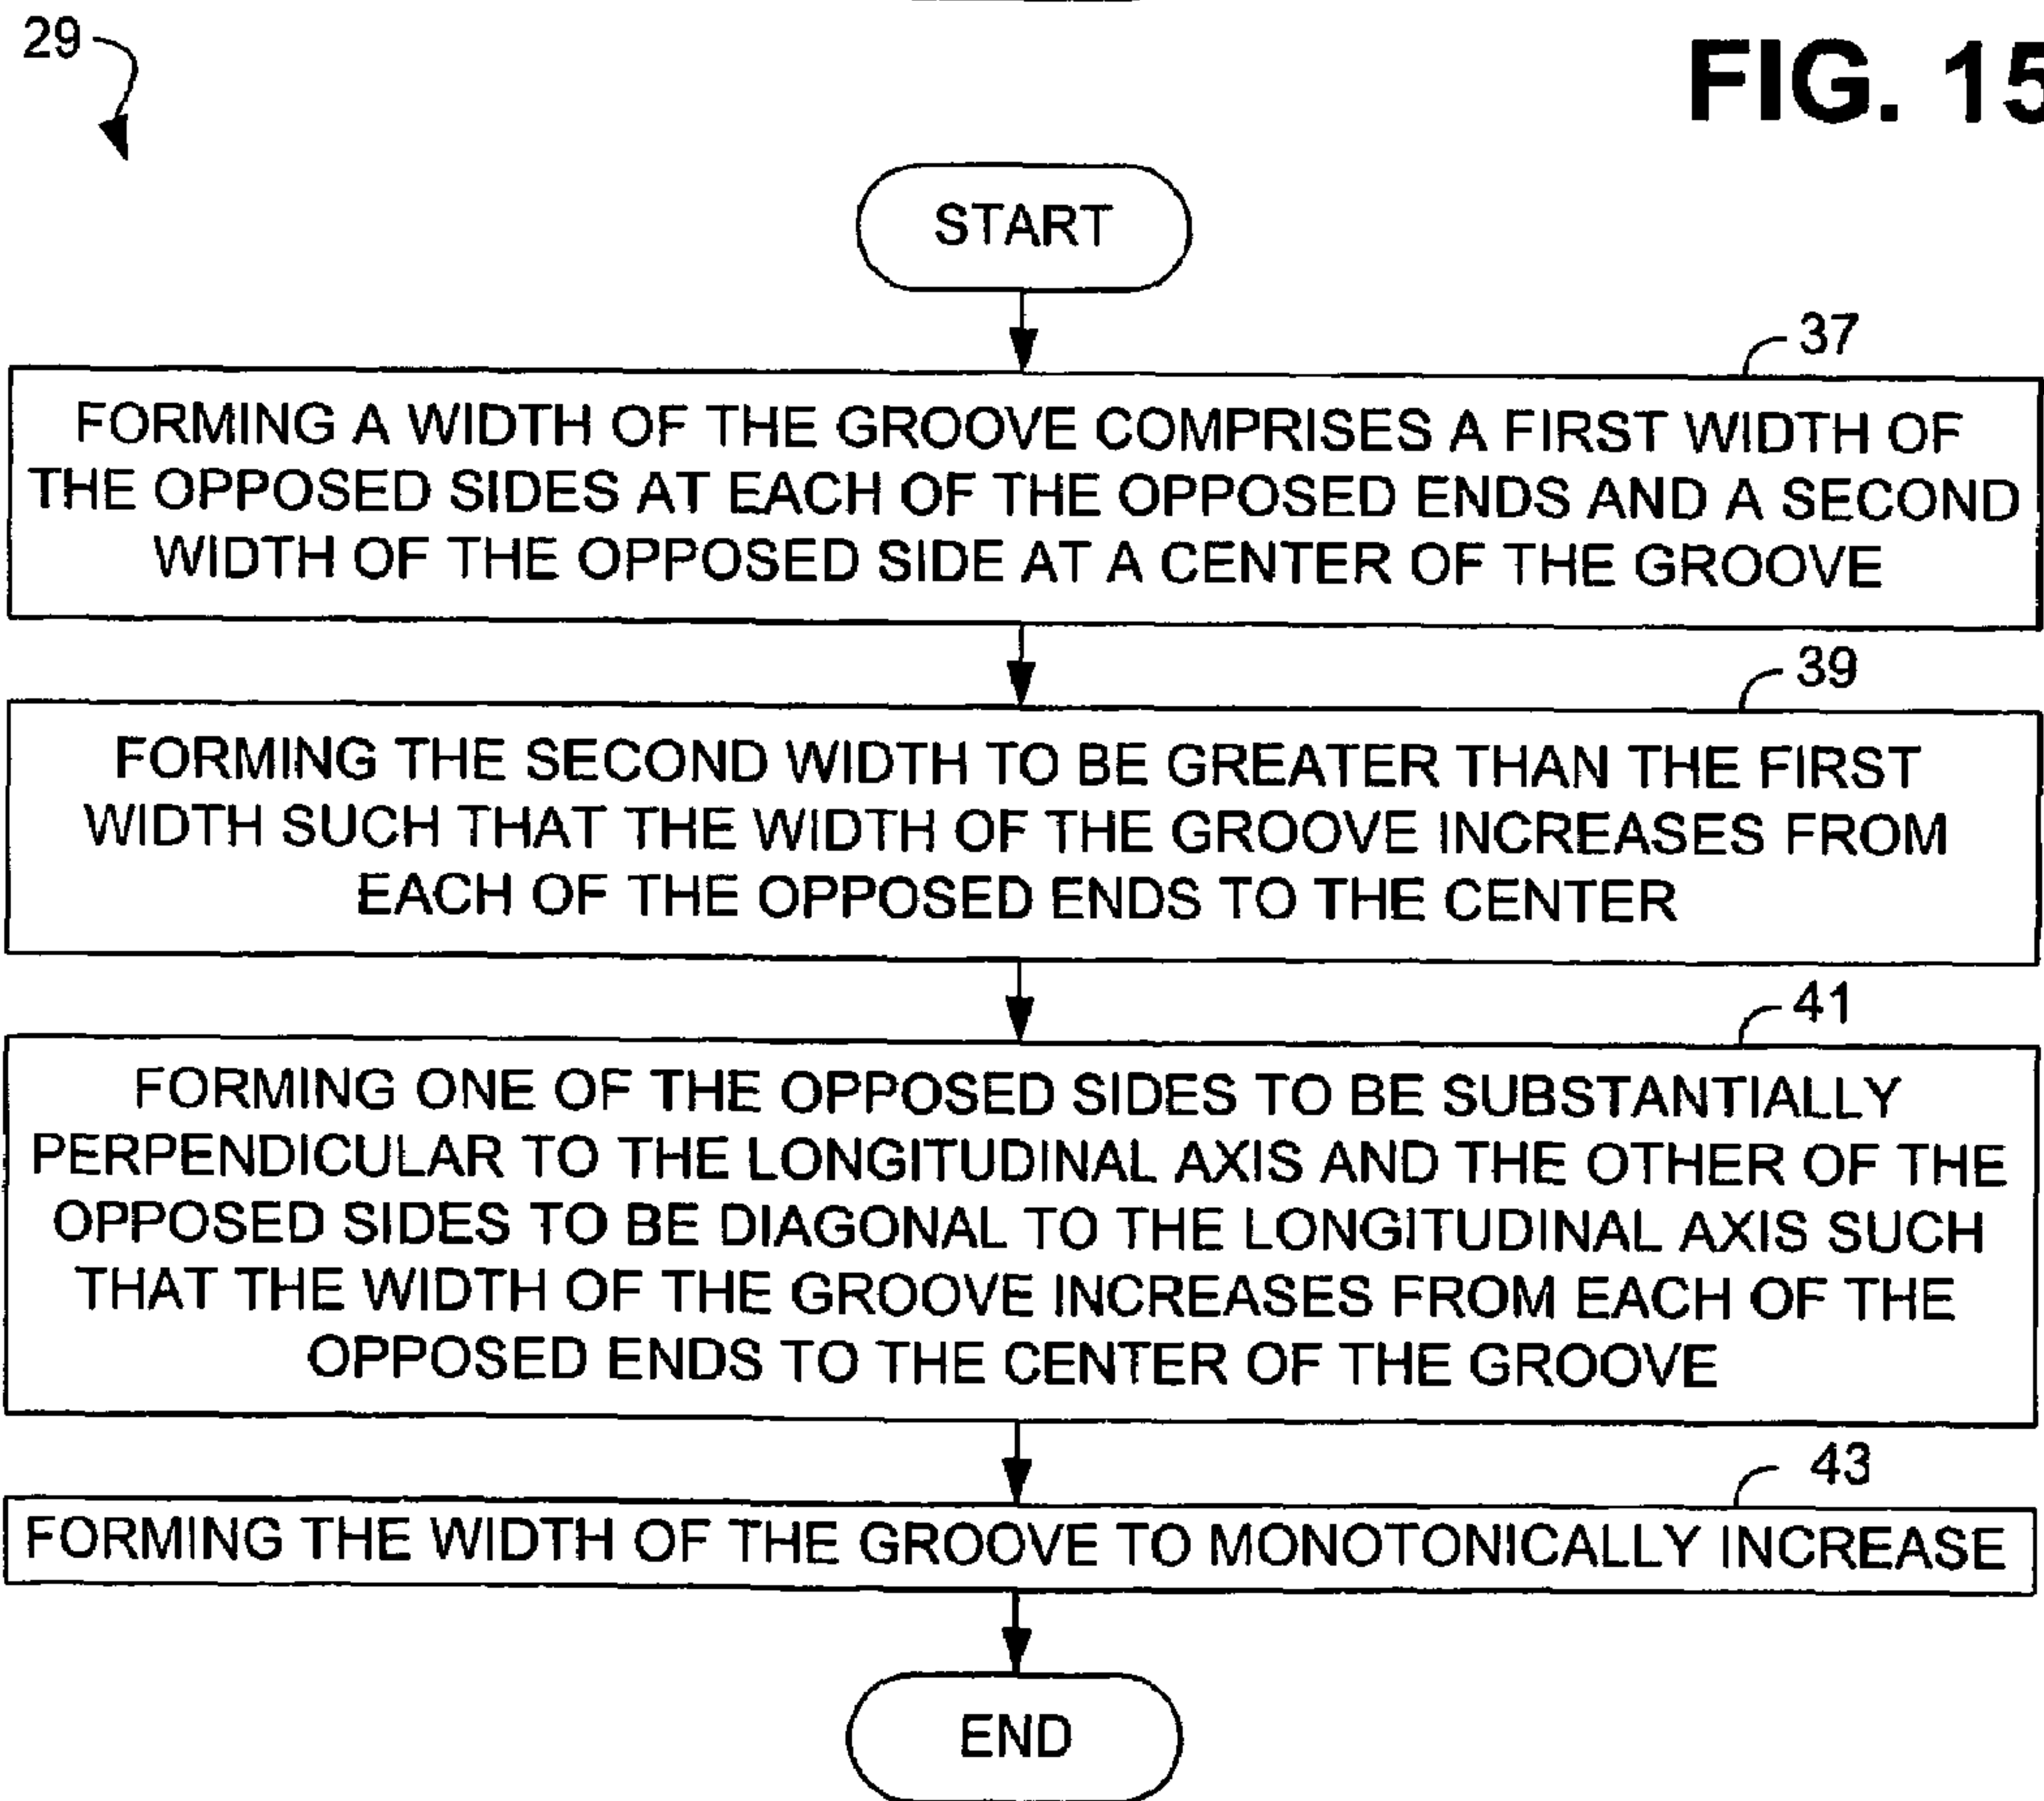 29
FIG. 15
START
37
FORMING A WIDTH OF THE GROOVE COMPRISES A FIRST WIDTH OF
THE OPPOSED SIDES AT EACH OF THE OPPOSED ENDS AND A SECOND
WIDTH OF THE OPPOSED SIDE AT A CENTER OF THE GROOVE
39
FORMING THE SECOND WIDTH TO BE GREATER THAN THE FIRST
WIDTH SUCH THAT THE WIDTH OF THE GROOVE INCREASES FROM
EACH OF THE OPPOSED ENDS TO THE CENTER
41
FORMING ONE OF THE OPPOSED SIDES TO BE SUBSTANTIALLY
PERPENDICULAR TO THE LONGITUDINAL AXIS AND THE OTHER OF THE
OPPOSED SIDES TO BE DIAGONAL TO THE LONGITUDINAL AXIS SUCH
THAT THE WIDTH OF THE GROOVE INCREASES FROM EACH OF THE
OPPOSED ENDS TO THE CENTER OF THE GROOVE
43
FORMING THE WIDTH OF THE GROOVE TO MONOTONICALLY INCREASE
END